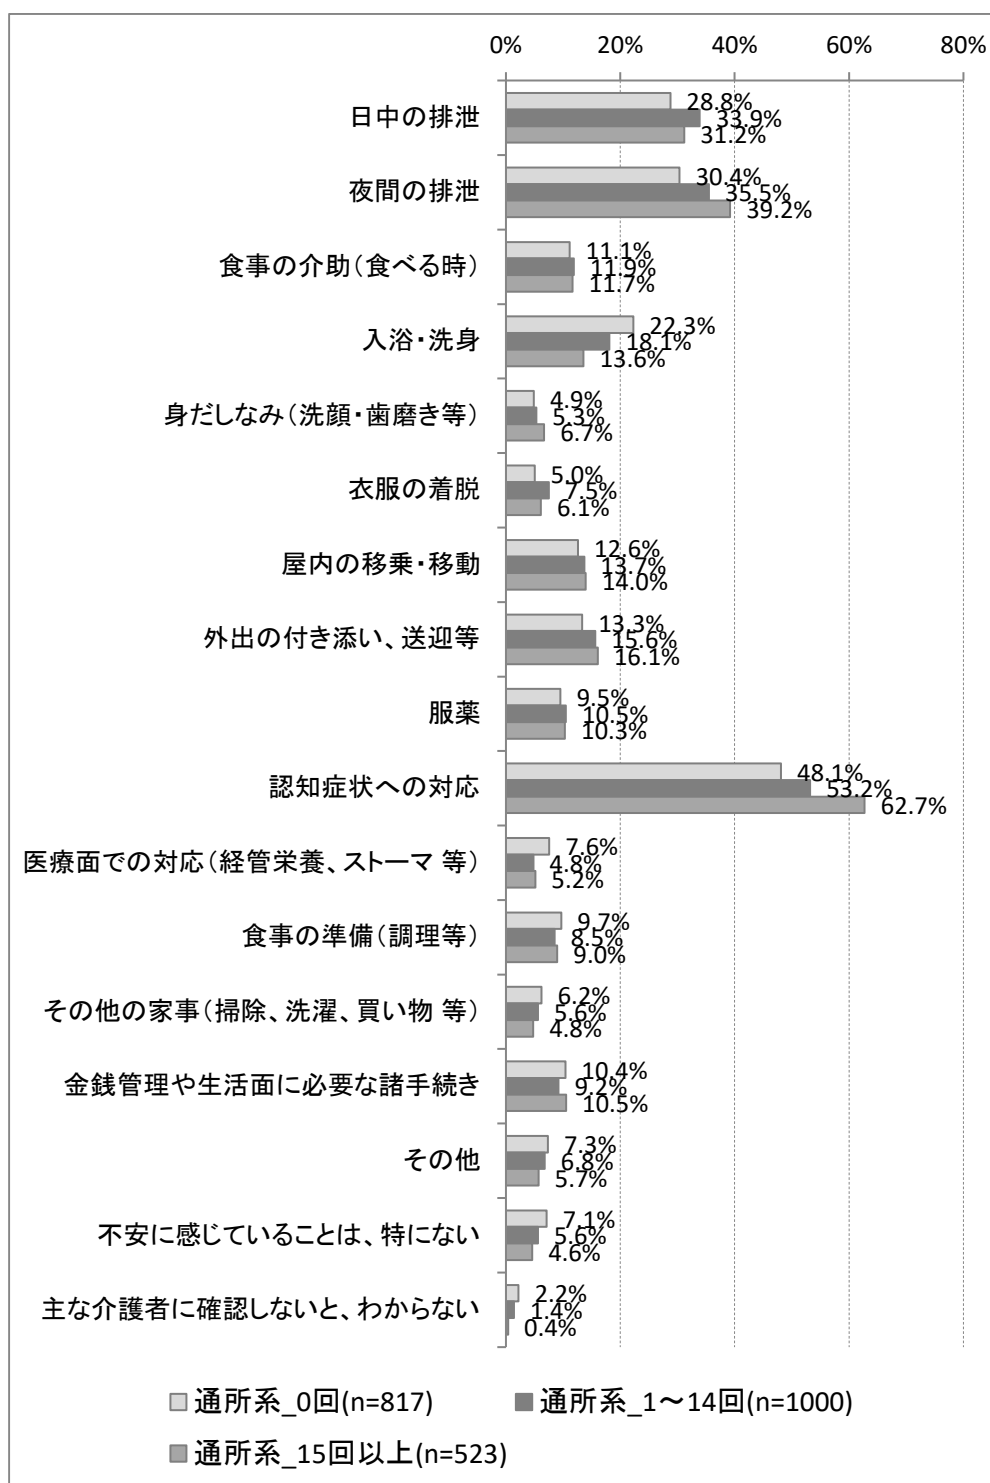 0% 20% 40% 60% 80%
日中の排泄
28.8%
33.9%
31.2%
夜間の排泄
30.4%
35.5%
39.2%
食事の介助(食べる時)
11.1%
11.9%
11.7%
入浴・洗身
22.3%
18.1%
13.6%
身だしなみ(洗顔・歯磨き等)
4.9%
5.3%
6.7%
衣服の着脱
5.0%
7.5%
6.1%
屋内の移乗・移動
12.6%
13.7%
14.0%
外出の付き添い、送迎等
13.3%
15.6%
16.1%
服薬
9.5%
10.5%
10.3%
認知症状への対応
48.1%
53.2%
62.7%
医療面での対応(経管栄養、ストーマ 等)
7.6%
4.8%
5.2%
食事の準備(調理等)
9.7%
8.5%
9.0%
その他の家事(掃除、洗濯、買い物 等)
6.2%
5.6%
4.8%
金銭管理や生活面に必要な諸手続き
10.4%
9.2%
10.5%
その他
7.3%
6.8%
5.7%
不安に感じていることは、特にない
7.1%
5.6%
4.6%
主な介護者に確認しないと、わからない
2.2%
1.4%
0.4%
通所系_0回(n=817) 通所系_1～14回(n=1000)
通所系_15回以上(n=523)